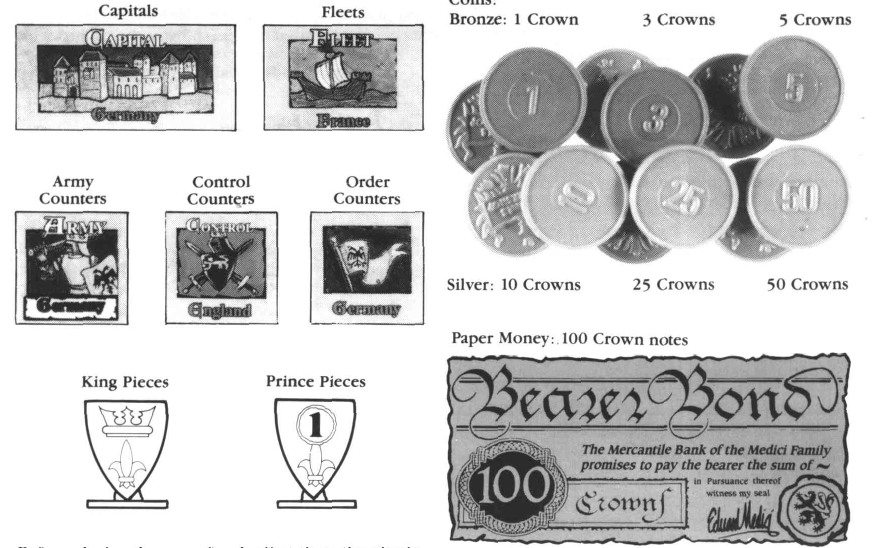 Capitals
CAPITAL
Germany
Fleets
FLEET
France
Army
Counters
ARMY
Germany
Control
Counters
CONTROL
England
Order
Counters
Germany
King Pieces
Prince Pieces
1
Coins:
Bronze: 1 Crown 3 Crowns 5 Crowns
1 3 5
10 25 50
Silver: 10 Crowns 25 Crowns 50 Crowns
Paper Money: 100 Crown notes
Bearer Bond
The Mercantile Bank of the Medici Family
promises to pay the bearer the sum of ~
100
Crowns
in Pursuance thereof
witness my seal